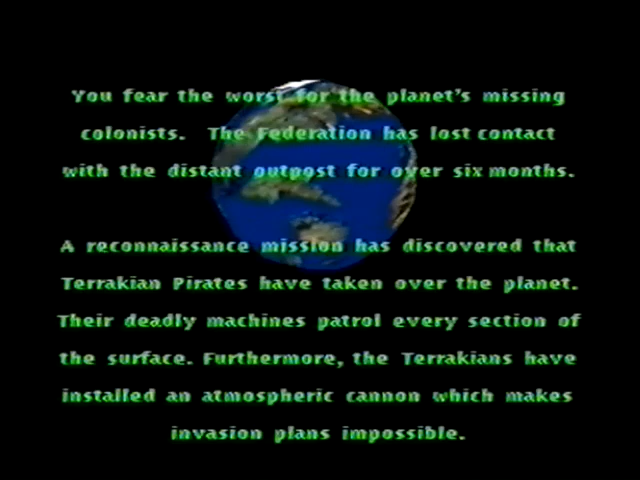 You fear the worst for the planet's missing
colonists.  The Federation has lost contact
with the distant outpost for over six months.
A reconnaissance mission has discovered that
Terrakian Pirates have taken over the planet.
Their deadly machines patrol every section of
the surface. Furthermore, the Terrakians have
installed an atmospheric cannon which makes
invasion plans impossible.